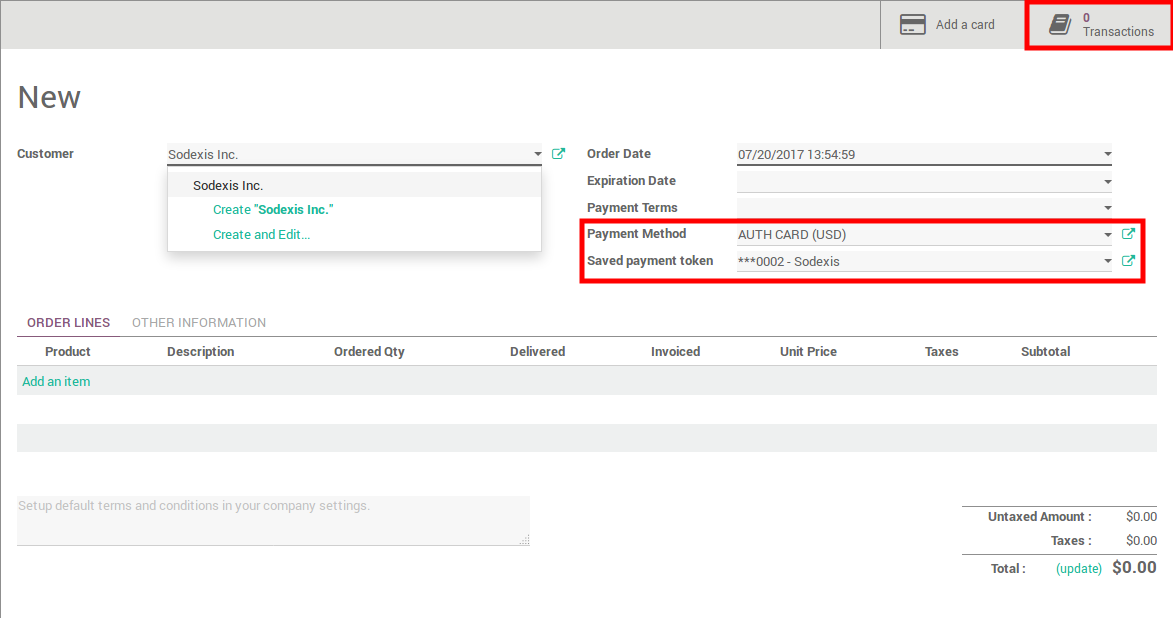 Add a card
0
Transactions
New
Customer
Sodexis Inc.
Sodexis Inc.
Create "Sodexis Inc."
Create and Edit...
Order Date
07/20/2017 13:54:59
Expiration Date
Payment Terms
Payment Method
AUTH CARD (USD)
Saved payment token
***0002 - Sodexis
ORDER LINES OTHER INFORMATION
Product Description Ordered Qty Delivered Invoiced Unit Price Taxes Subtotal
Add an item
Setup default terms and conditions in your company settings.
Untaxed Amount : $0.00
Taxes : $0.00
Total : (update) $0.00